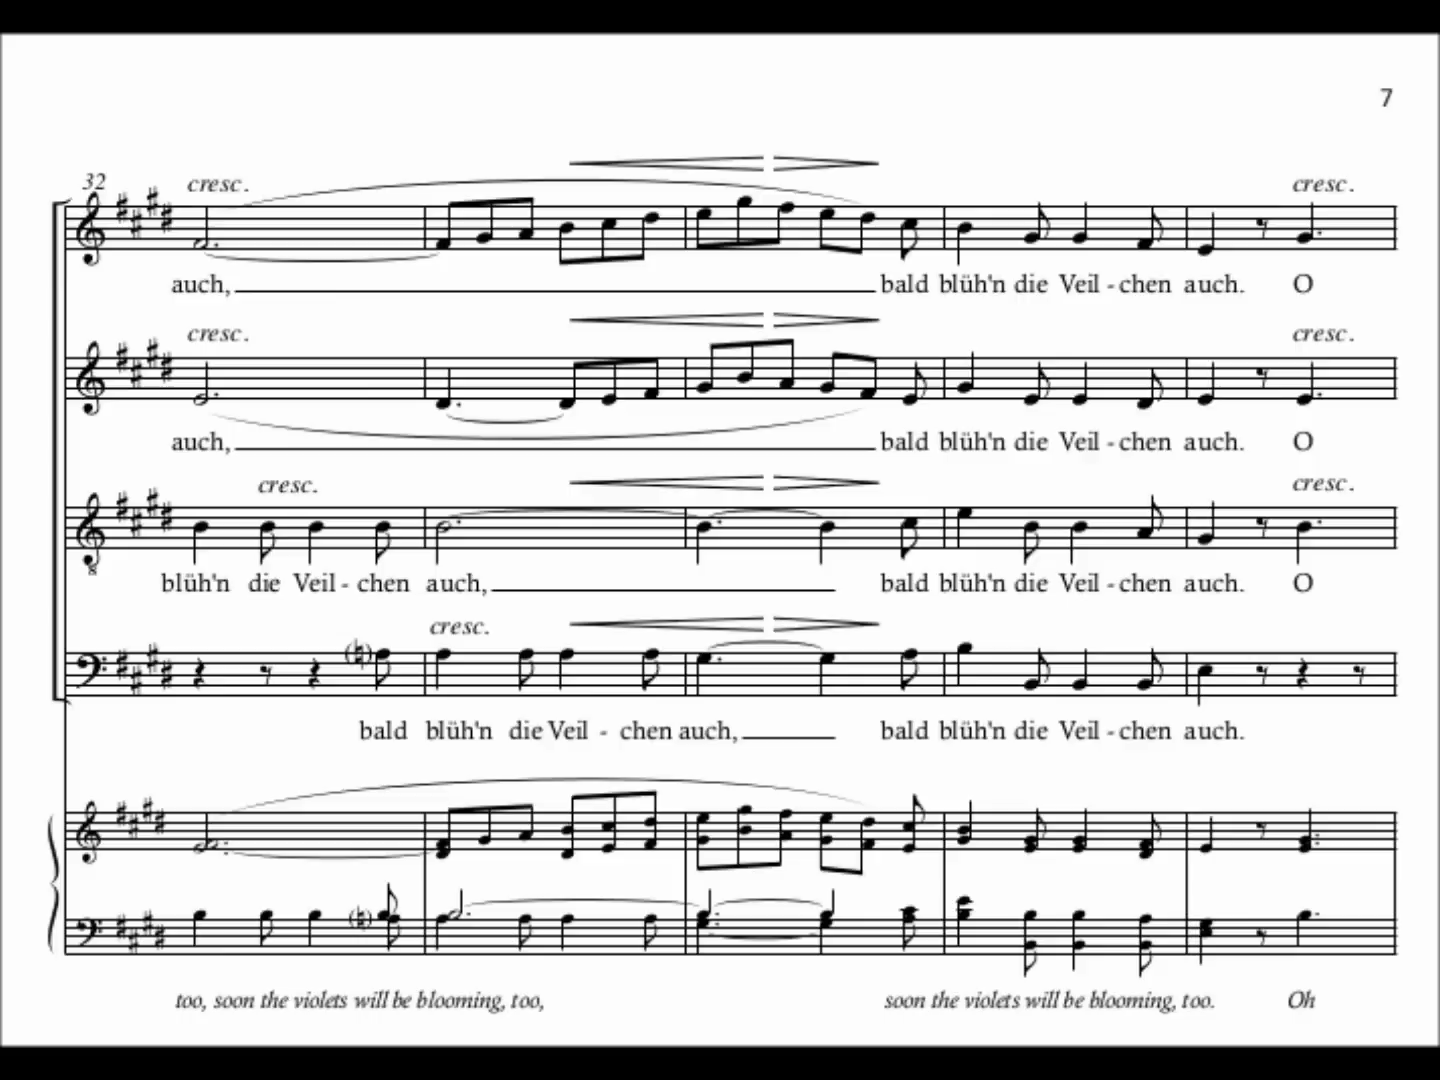 7
32
cresc.
cresc.
auch, bald blüh'n die Veil - chen auch. O
cresc.
cresc.
auch, bald blüh'n die Veil - chen auch. O
cresc.
cresc.
blüh'n die Veil - chen auch, bald blüh'n die Veil - chen auch. O
cresc.
bald blüh'n die Veil - chen auch, bald blüh'n die Veil - chen auch.
too, soon the violets will be blooming, too, soon the violets will be blooming, too. Oh